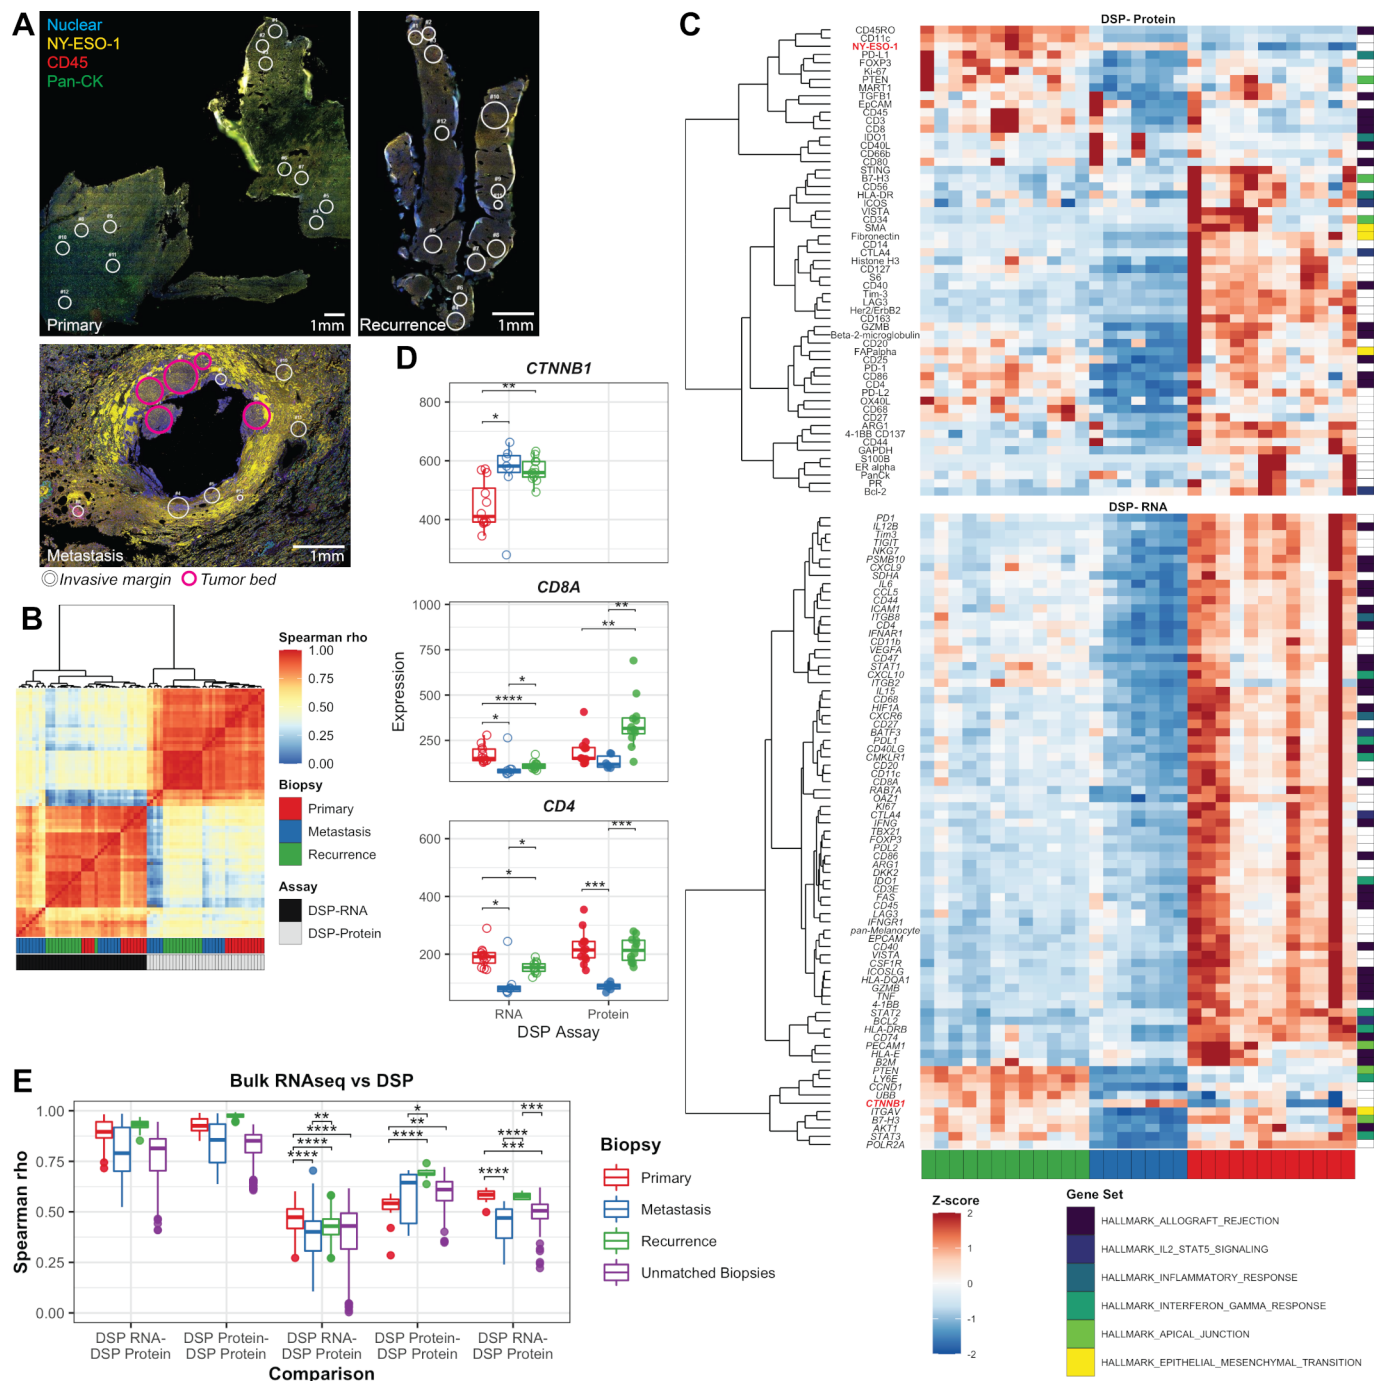 A
Nuclear
NY-ESO-1
CD45
Pan-CK
Primary
1mm
Recurrence
1mm
Metastasis
1mm
Invasive margin
Tumor bed
B
Spearman rho
1.00
0.75
0.50
0.25
0.00
Biopsy
Primary
Metastasis
Recurrence
Assay
DSP-RNA
DSP-Protein
C
DSP- Protein
CD45RO
CD11c
NY-ESO-1
PD-L1
FOXP3
Ki-67
PTEN
MART1
TGFB1
EpCAM
CD45
CD3
CD8
IDO1
CD40L
CD66b
CD80
STING
B7-H3
CD56
HLA-DR
ICOS
VISTA
CD34
SMA
Fibronectin
CD14
CTLA4
Histone H3
CD127
S6
CD40
Tim-3
LAG3
Her2/ErbB2
CD163
GZMB
Beta-2-microglobulin
CD20
FAPalpha
CD25
PD-1
CD86
CD4
PD-L2
OX40L
CD68
CD27
ARG1
4-1BB CD137
CD44
GAPDH
S100B
ER alpha
PanCk
PR
Bcl-2
DSP- RNA
PD1
IL12B
Tim3
TIGIT
NKG7
PSMB10
CXCL9
SDHA
IL6
CCL5
CD44
ICAM1
ITGB8
CD4
IFNAR1
CD11b
VEGFA
CD47
STAT1
CXCL10
ITGB2
IL15
CD68
HIF1A
CXCR6
CD27
BATF3
PDL1
CD40LG
CMKLR1
CD20
CD11c
CD8A
RAB7A
OAZ1
KI67
CTLA4
IFNG
TBX21
FOXP3
PDL2
CD86
ARG1
DKK2
IDO1
CD3E
FAS
CD45
LAG3
IFNGR1
pan-Melanocyte
EPCAM
CD40
VISTA
CSF1R
ICOSLG
HLA-DQA1
GZMB
TNF
4-1BB
STAT2
BCL2
HLA-DRB
CD74
PECAM1
HLA-E
B2M
PTEN
LY6E
CCND1
UBB
CTNNB1
ITGAV
B7-H3
AKT1
STAT3
POLR2A
Z-score
2
1
0
-1
-2
Gene Set
HALLMARK_ALLOGRAFT_REJECTION
HALLMARK_IL2_STAT5_SIGNALING
HALLMARK_INFLAMMATORY_RESPONSE
HALLMARK_INTERFERON_GAMMA_RESPONSE
HALLMARK_APICAL_JUNCTION
HALLMARK_EPITHELIAL_MESENCHYMAL_TRANSITION
D
CTNNB1
800
600
400
**
*
CD8A
1000
750
500
250
*
****
*
**
**
Expression
CD4
600
400
200
*
*
*
***
***
RNA
Protein
DSP Assay
E
Bulk RNAseq vs DSP
Spearman rho
1.00
0.75
0.50
0.25
0.00
**
****
****
****
*
**
****
***
****
***
****
DSP RNA-
DSP Protein
DSP Protein-
DSP Protein
DSP RNA-
DSP Protein
DSP Protein-
DSP Protein
DSP RNA-
DSP Protein
Comparison
Biopsy
Primary
Metastasis
Recurrence
Unmatched Biopsies